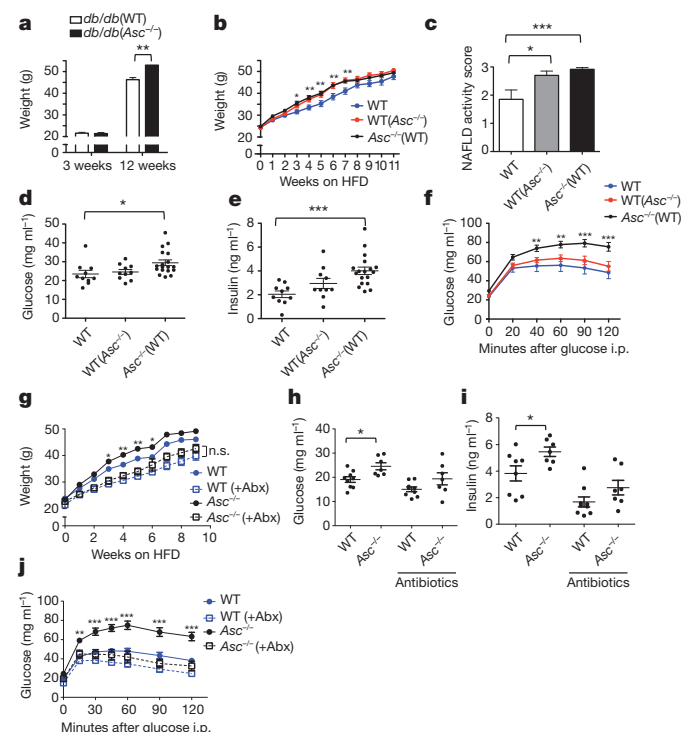 a
db/db(WT)
db/db(Asc⁻/⁻)
**
Weight (g)
60
50
40
30
20
0
3 weeks 12 weeks
b
Weight (g)
60
50
40
30
20
0
* ** ** ** **
WT
WT(Asc⁻/⁻)
Asc⁻/⁻(WT)
0 1 2 3 4 5 6 7 8 9 10 11
Weeks on HFD
c
***
*
NAFLD activity score
3
2
1
0
WT
WT(Asc⁻/⁻)
Asc⁻/⁻(WT)
d
*
Glucose (mg ml⁻¹)
50
40
30
20
10
0
WT
WT(Asc⁻/⁻)
Asc⁻/⁻(WT)
e
***
Insulin (ng ml⁻¹)
8
6
4
2
0
WT
WT(Asc⁻/⁻)
Asc⁻/⁻(WT)
f
WT
WT(Asc⁻/⁻)
Asc⁻/⁻(WT)
Glucose (mg ml⁻¹)
100
80
60
40
20
0
** ** *** ***
0 20 40 60 90 120
Minutes after glucose i.p.
g
Weight (g)
50
40
30
20
0
* ** ** *
n.s.
WT
WT (+Abx)
Asc⁻/⁻
Asc⁻/⁻ (+Abx)
0 2 4 6 8 10
Weeks on HFD
h
*
Glucose (mg ml⁻¹)
40
30
20
10
0
WT
Asc⁻/⁻
WT
Asc⁻/⁻
Antibiotics
i
*
Insulin (ng ml⁻¹)
8
6
4
2
0
WT
Asc⁻/⁻
WT
Asc⁻/⁻
Antibiotics
j
Glucose (mg ml⁻¹)
100
80
60
40
20
0
** *** *** *** *** ***
WT
WT (+Abx)
Asc⁻/⁻
Asc⁻/⁻ (+Abx)
0 30 60 90 120
Minutes after glucose i.p.